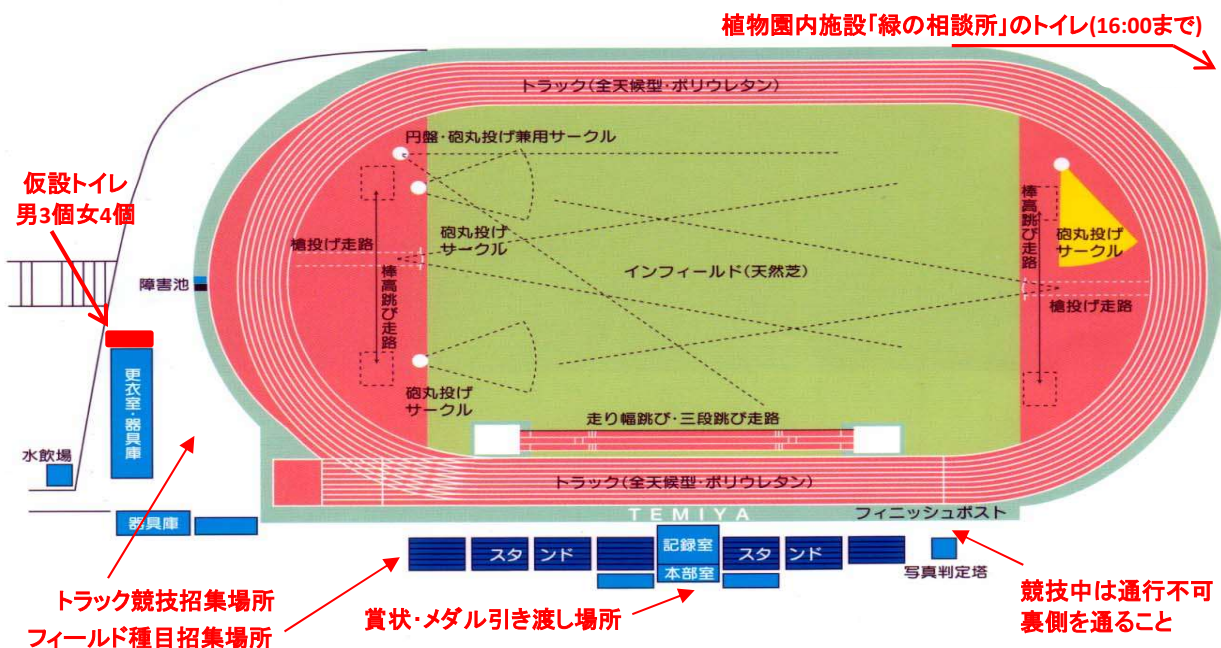 植物園内施設「緑の相談所」のトイレ(16:00まで)
トラック(全天候型・ポリウレタン)
円盤・砲丸投げ兼用サークル
仮設トイレ
男3個女4個
棒高跳び走路
砲丸投げ
サークル
砲丸投げ
サークル
槍投げ走路
インフィールド(天然芝)
障害池
棒高跳び走路
槍投げ走路
砲丸投げ
サークル
更衣室・器具庫
走り幅跳び・三段跳び走路
水飲場
トラック(全天候型・ポリウレタン)
TEMIYA
フィニッシュポスト
器具庫
スタンド
記録室
スタンド
本部室
写真判定塔
トラック競技招集場所
フィールド種目招集場所
賞状・メダル引き渡し場所
競技中は通行不可
裏側を通ること